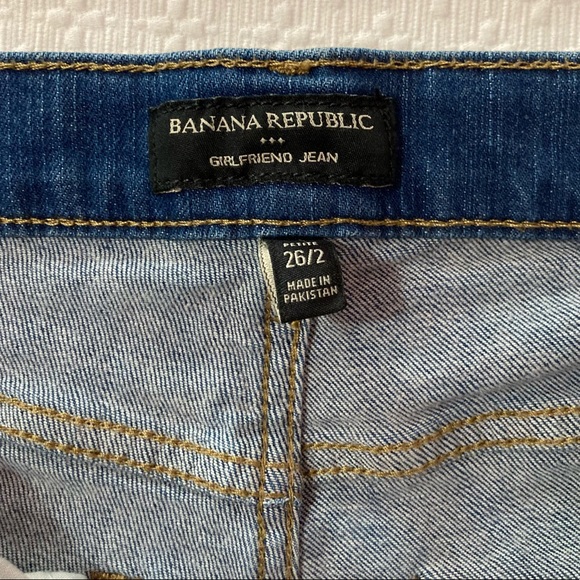 BANANA REPUBLIC
GIRLFRIEND JEAN
PETITE
26/2
MADE IN
PAKISTAN